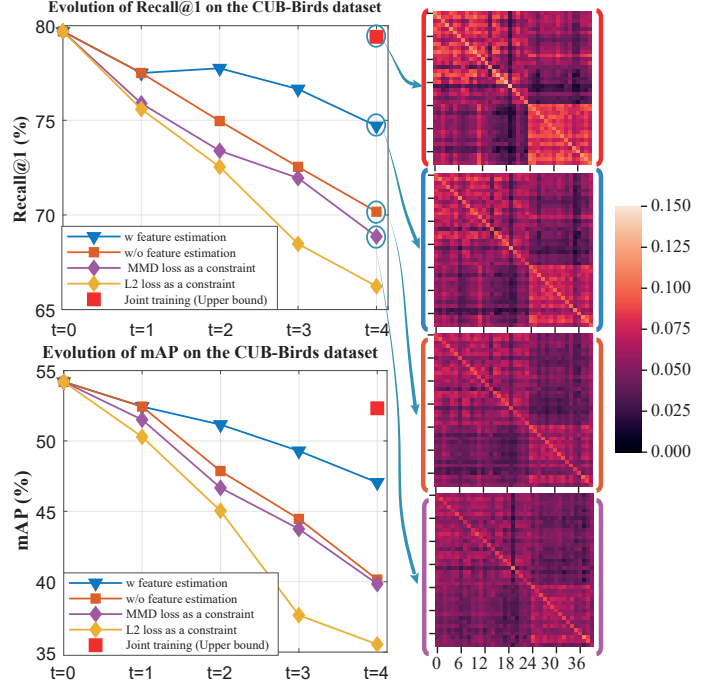 Evolution of Recall@1 on the CUB-Birds dataset
80
75
70
65
Recall@1 (%)
w feature estimation
w/o feature estimation
MMD loss as a constraint
L2 loss as a constraint
Joint training (Upper bound)
t=0 t=1 t=2 t=3 t=4
Evolution of mAP on the CUB-Birds dataset
54
50
45
40
35
mAP (%)
w feature estimation
w/o feature estimation
MMD loss as a constraint
L2 loss as a constraint
Joint training (Upper bound)
t=0 t=1 t=2 t=3 t=4
0 6 12 18 24 30 36
0.150
0.125
0.100
0.075
0.050
0.025
0.000